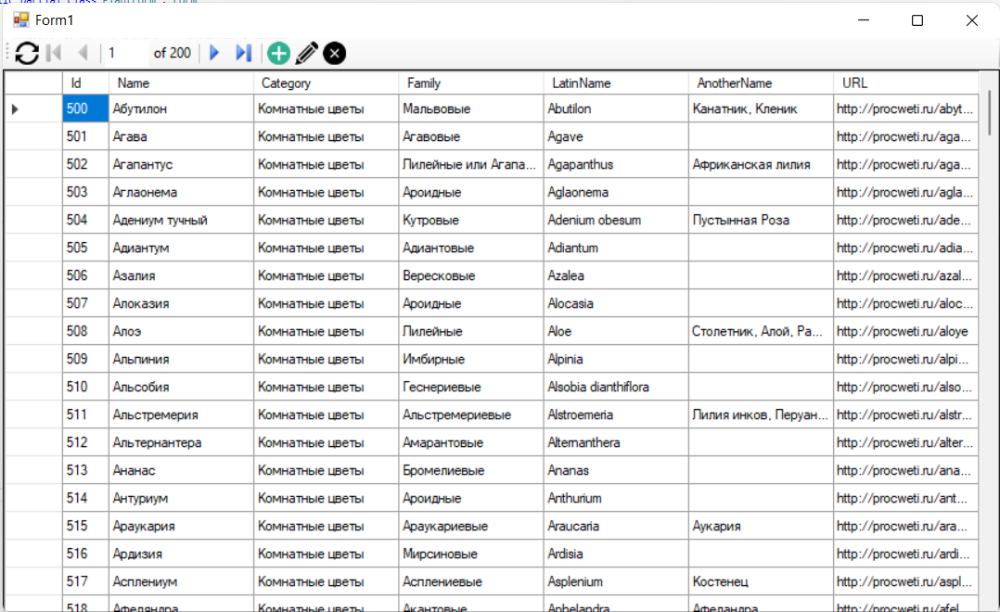 Form1
1 of 200
Id Name Category Family LatinName AnotherName URL
500 Абутилон Комнатные цветы Мальвовые Abutilon Канатник, Кленик http://procweti.ru/abyt...
501 Агава Комнатные цветы Агавовые Agave http://procweti.ru/aga...
502 Агапантус Комнатные цветы Лилейные или Агапа... Agapanthus Африканская лилия http://procweti.ru/aga...
503 Аглаонема Комнатные цветы Ароидные Aglaonema http://procweti.ru/agla...
504 Адениум тучный Комнатные цветы Кутровые Adenium obesum Пустынная Роза http://procweti.ru/ade...
505 Адиантум Комнатные цветы Адиантовые Adiantum http://procweti.ru/adia...
506 Азалия Комнатные цветы Вересковые Azalea http://procweti.ru/azal...
507 Алоказия Комнатные цветы Ароидные Alocasia http://procweti.ru/aloc...
508 Алоэ Комнатные цветы Лилейные Aloe Столетник, Алой, Ра... http://procweti.ru/aloye
509 Альпиния Комнатные цветы Имбирные Alpinia http://procweti.ru/alpi...
510 Альсобия Комнатные цветы Геснериевые Alsobia dianthiflora http://procweti.ru/also...
511 Альстремерия Комнатные цветы Альстремериевые Alstroemeria Лилия инков, Перуан... http://procweti.ru/alstr...
512 Альтернантера Комнатные цветы Амарантовые Alternanthera http://procweti.ru/alter...
513 Ананас Комнатные цветы Бромелиевые Ananas http://procweti.ru/ana...
514 Антуриум Комнатные цветы Ароидные Anthurium http://procweti.ru/ant...
515 Араукария Комнатные цветы Араукариевые Araucaria Аукария http://procweti.ru/ara...
516 Ардизия Комнатные цветы Мирсиновые Ardisia http://procweti.ru/ardi...
517 Асплениум Комнатные цветы Асплениевые Asplenium Костенец http://procweti.ru/aspl...
518 Афеляндра Комнатные цветы Акантовые Aphelandra Афеландра http://procweti.ru/afel...